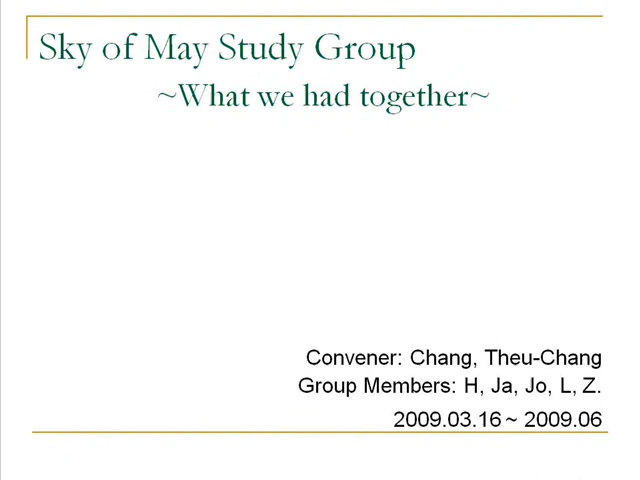 Sky of May Study Group
~What we had together~
Convener: Chang, Theu-Chang
Group Members: H, Ja, Jo, L, Z.
2009.03.16 ~ 2009.06